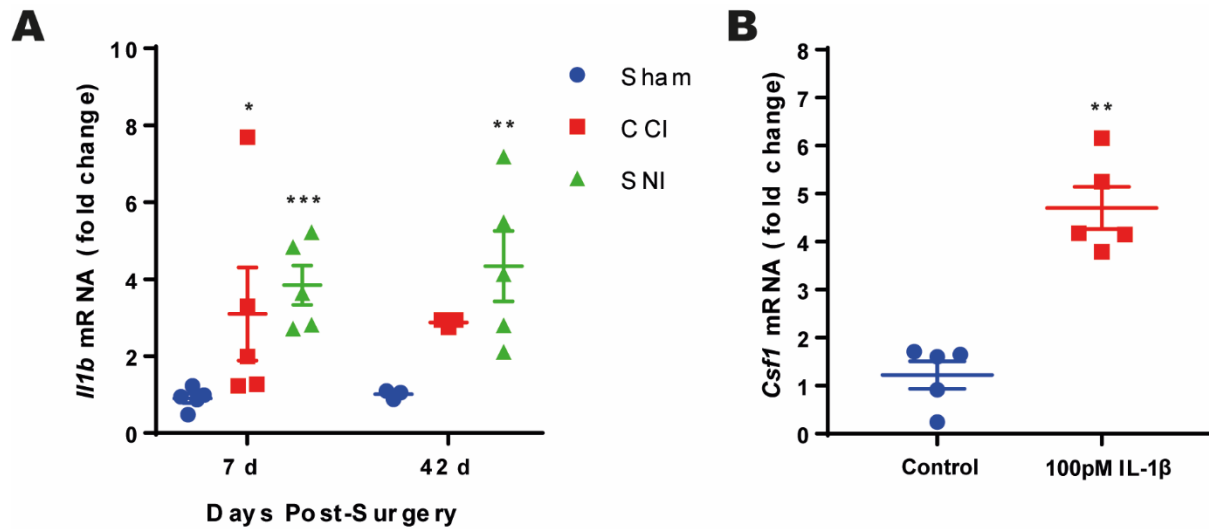 A
Il1b mRNA (fold change)
10
8
6
4
2
0
*
***
**
7 d
42 d
Days Post-Surgery
Sham
CCI
SNI
B
Csf1 mRNA (fold change)
8
7
6
5
4
3
2
1
0
**
Control
100pM IL-1β